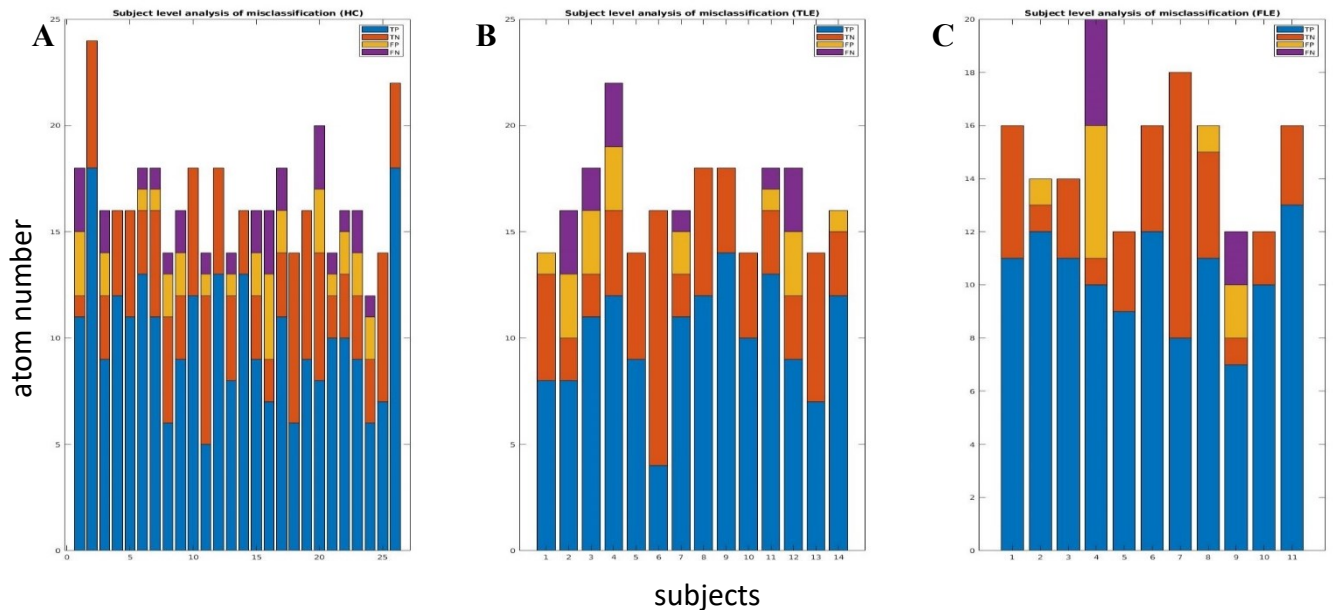 A
Subject level analysis of misclassification (HC)
25
20
15
10
5
0
TP
TN
FP
FN
0 5 10 15 20 25
B
Subject level analysis of misclassification (TLE)
25
20
15
10
5
0
TP
TN
FP
FN
1 2 3 4 5 6 7 8 9 10 11 12 13 14
C
Subject level analysis of misclassification (FLE)
20
18
16
14
12
10
8
6
4
2
0
TP
TN
FP
FN
1 2 3 4 5 6 7 8 9 10 11
atom number
subjects